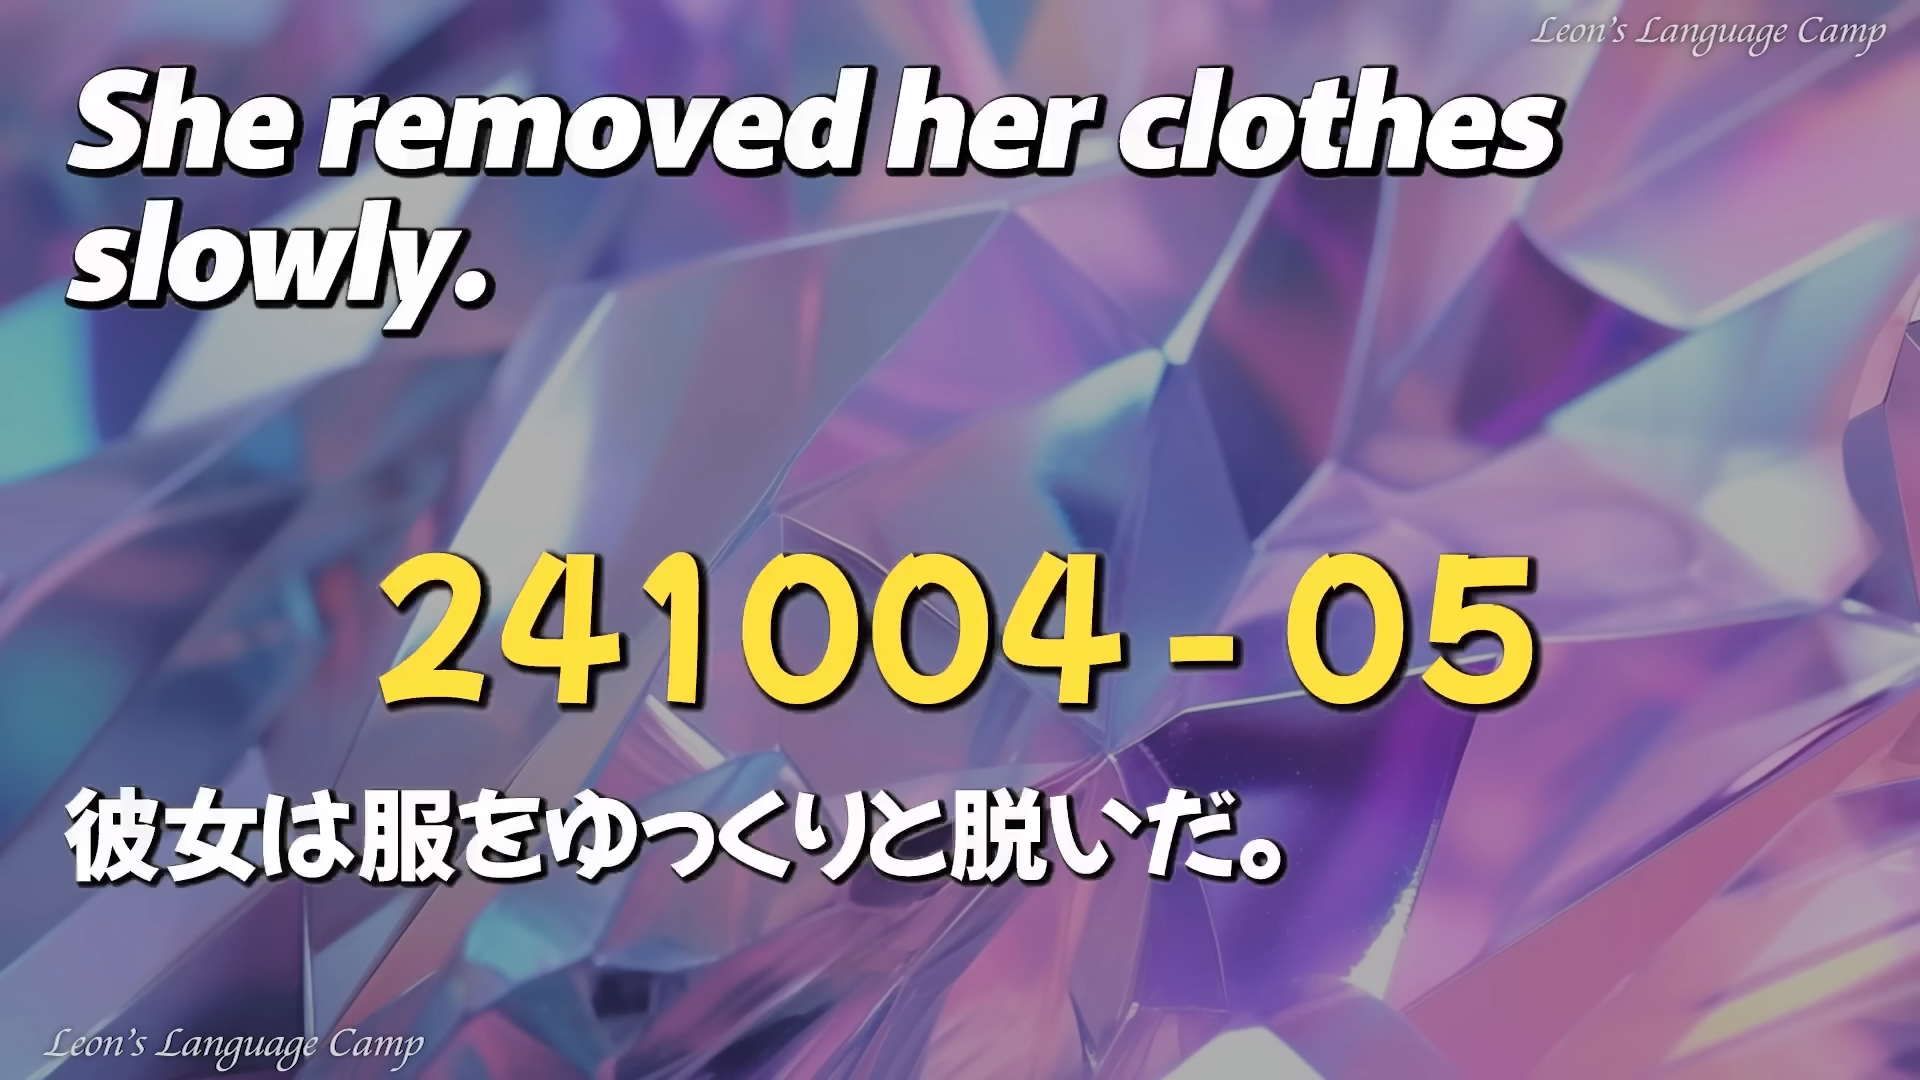 Leon's Language Camp
She removed her clothes
slowly.
241004-05
彼女は服をゆっくりと脱いだ。
Leon's Language Camp